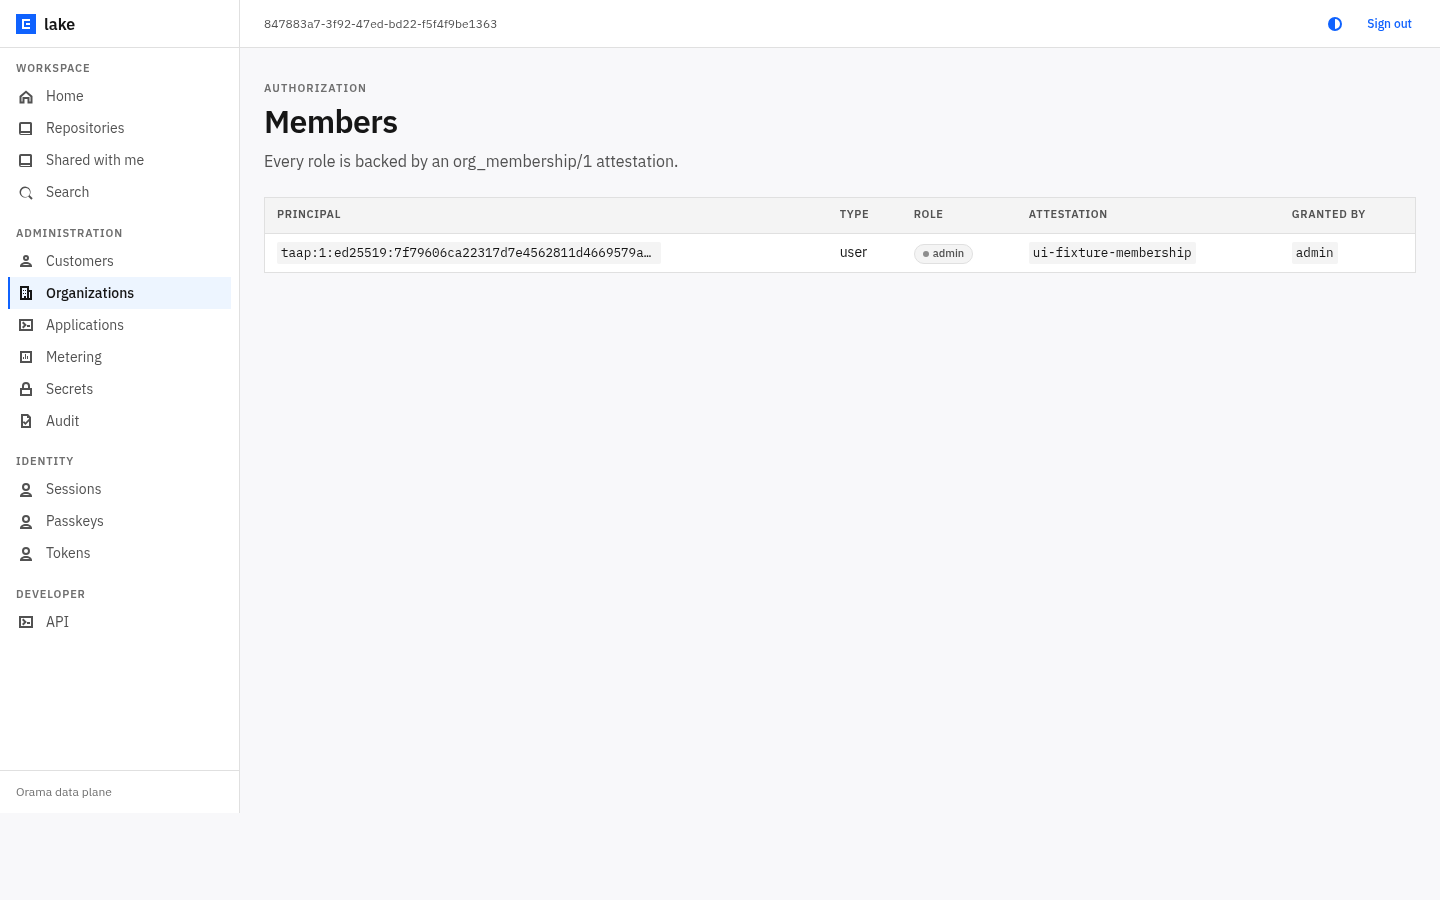 lake
847883a7-3f92-47ed-bd22-f5f4f9be1363
Sign out
WORKSPACE
Home
Repositories
Shared with me
Search
ADMINISTRATION
Customers
Organizations
Applications
Metering
Secrets
Audit
IDENTITY
Sessions
Passkeys
Tokens
DEVELOPER
API
Orama data plane
AUTHORIZATION
Members
Every role is backed by an org_membership/1 attestation.
PRINCIPAL TYPE ROLE ATTESTATION GRANTED BY
taap:1:ed25519:7f79606ca22317d7e4562811d4669579a… user admin ui-fixture-membership admin